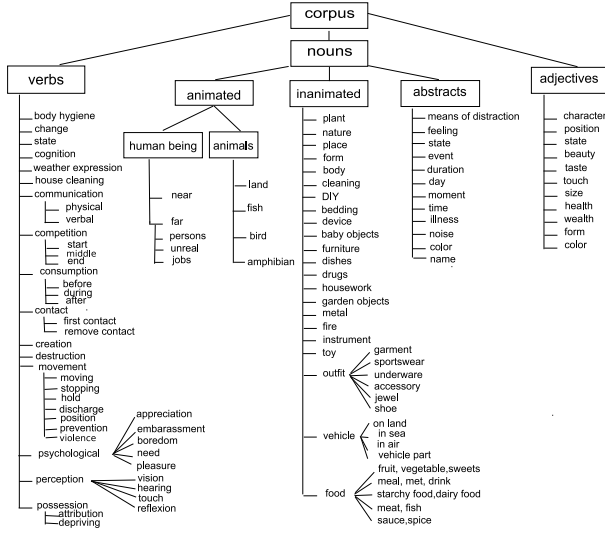 corpus
nouns
verbs
body hygiene
change
state
cognition
weather expression
house cleaning
communication
physical
verbal
competition
start
middle
end
consumption
before
during
after
contact
first contact
remove contact
creation
destruction
movement
moving
stopping
hold
discharge
position
prevention
violence
psychological
appreciation
embarassment
boredom
need
pleasure
perception
vision
hearing
touch
reflexion
possession
attribution
depriving
animated
human being
near
far
persons
unreal
jobs
animals
land
fish
bird
amphibian
inanimated
plant
nature
place
form
body
cleaning
DIY
bedding
device
baby objects
furniture
dishes
drugs
housework
garden objects
metal
fire
instrument
toy
outfit
garment
sportswear
underware
accessory
jewel
shoe
vehicle
on land
in sea
in air
vehicle part
food
fruit, vegetable,sweets
meal, met, drink
starchy food,dairy food
meat, fish
sauce,spice
abstracts
means of distraction
feeling
state
event
duration
day
moment
time
illness
noise
color
name
adjectives
character
position
state
beauty
taste
touch
size
health
wealth
form
color